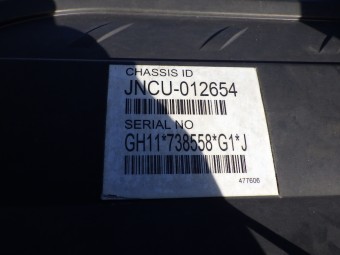 CHASSIS ID
JNCU-012654
SERIAL NO
GH11*738558*G1*J
477606